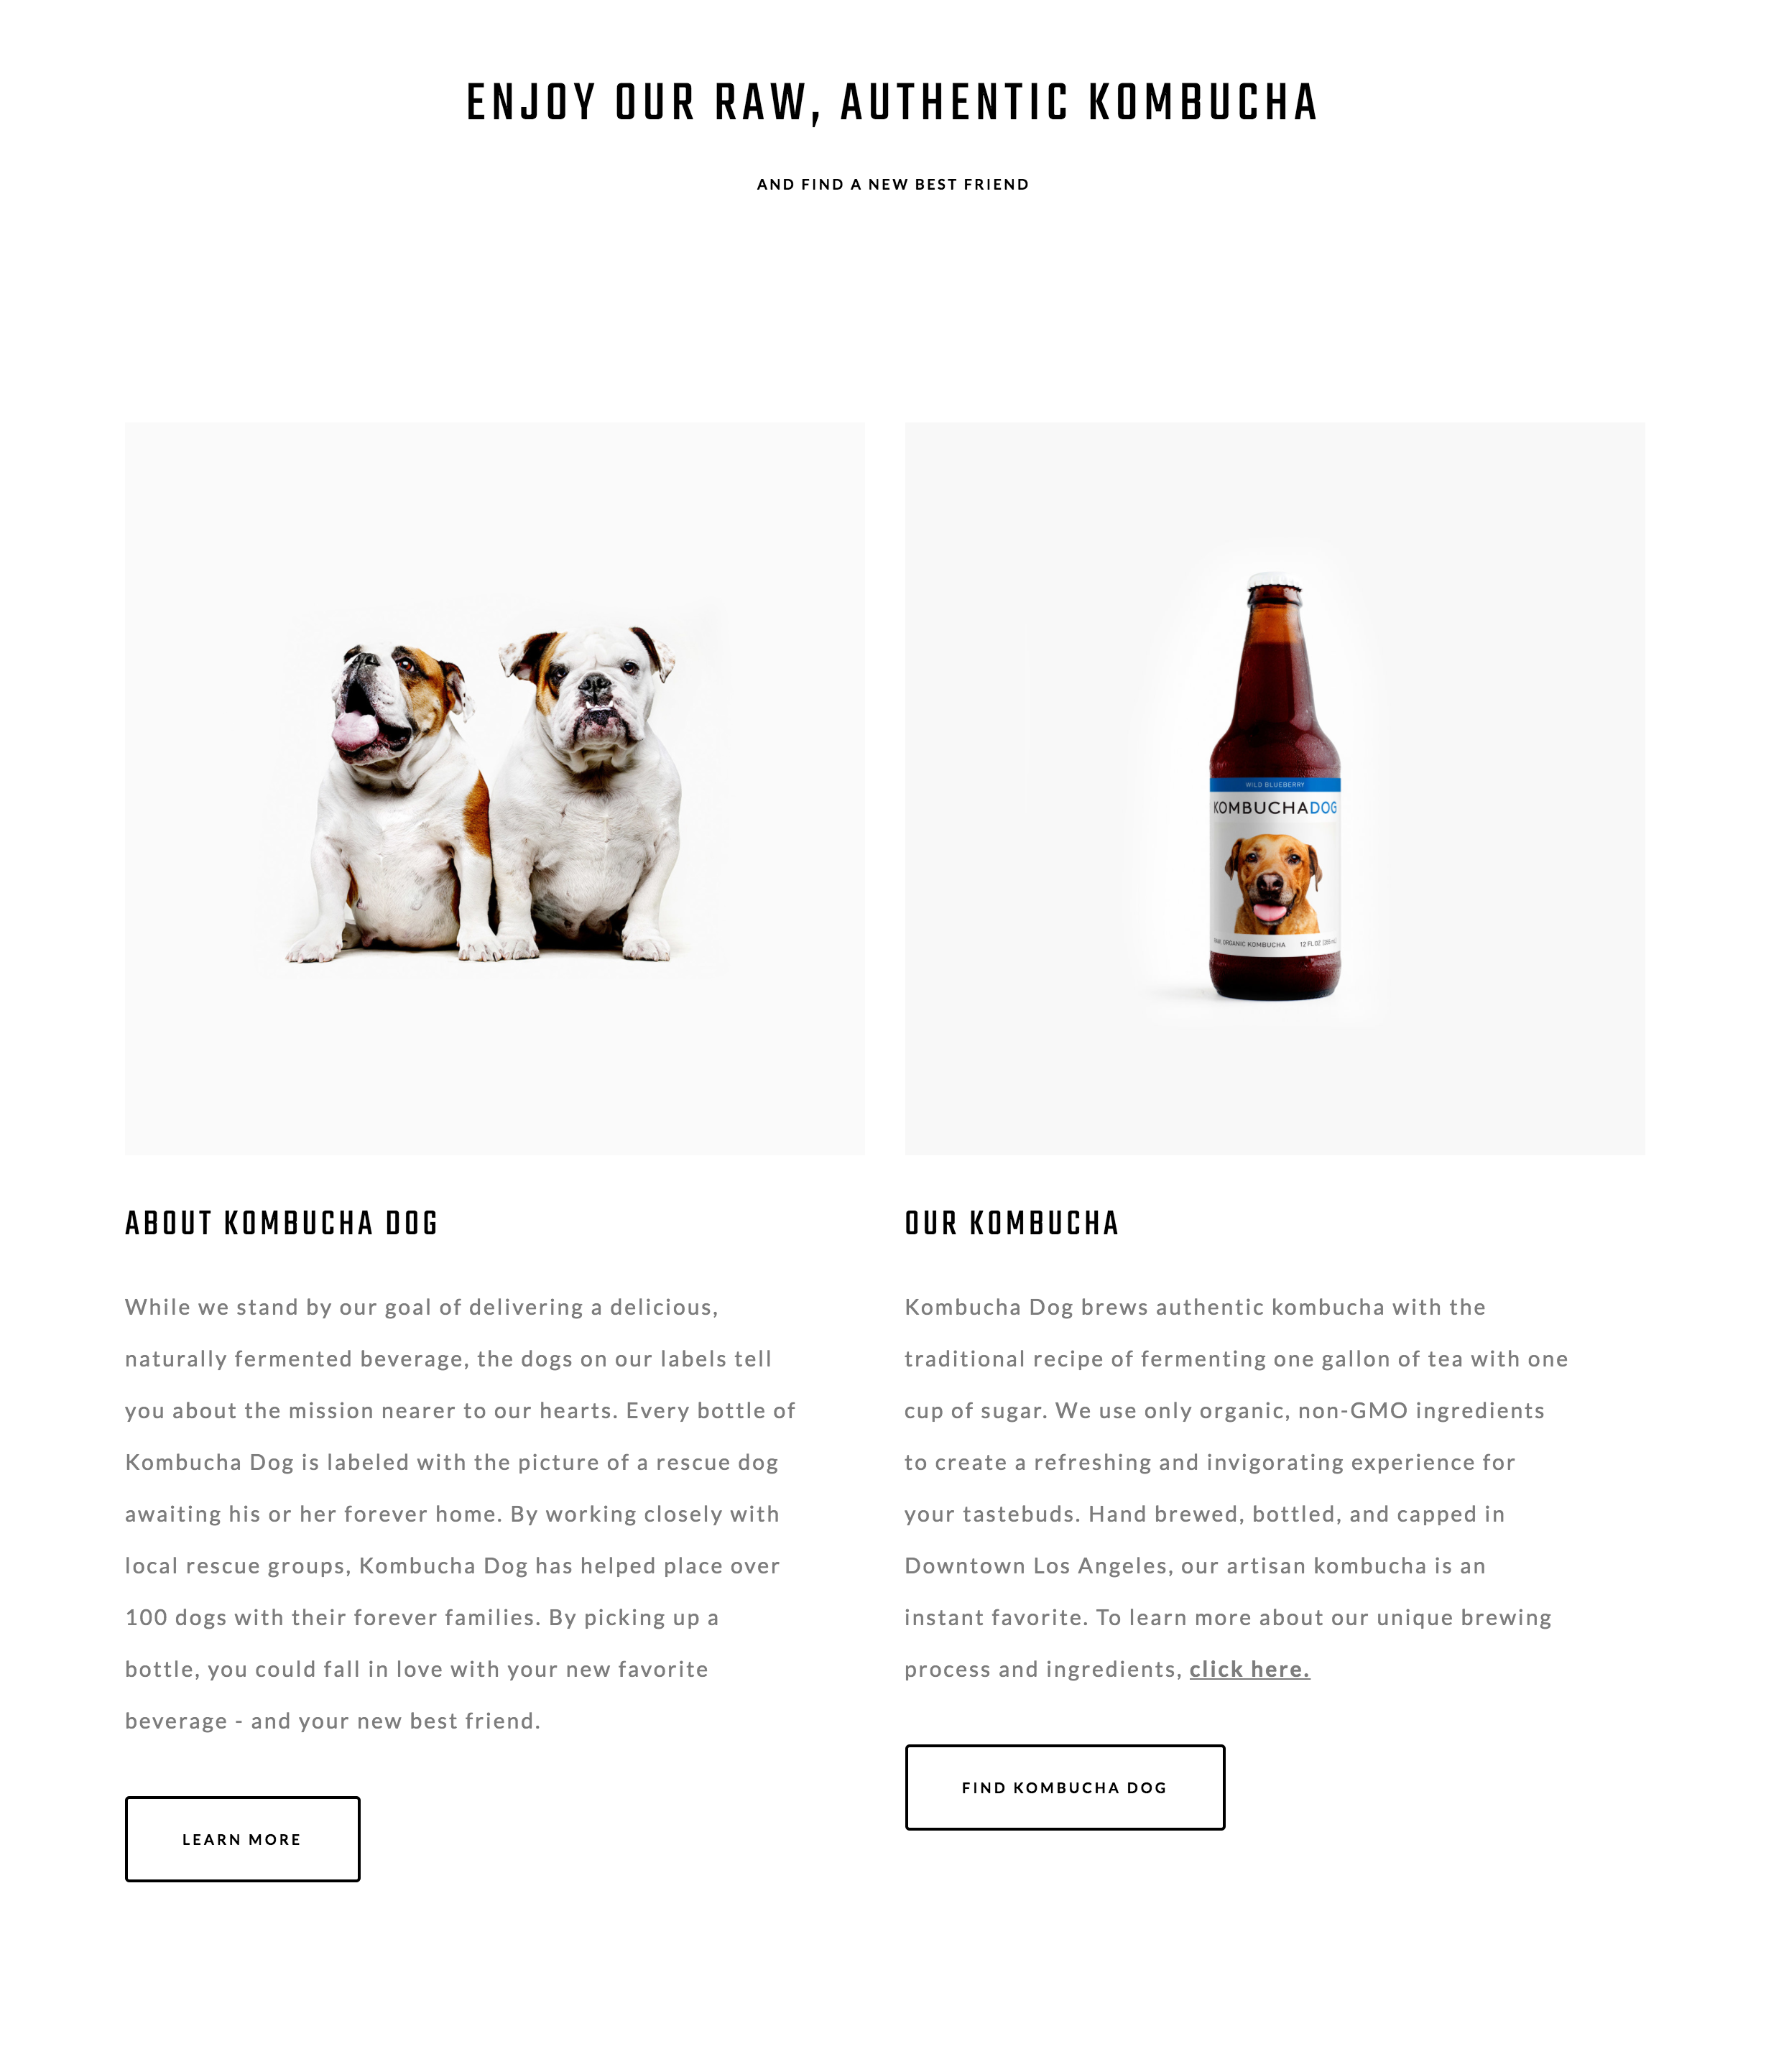 ENJOY OUR RAW, AUTHENTIC KOMBUCHA
AND FIND A NEW BEST FRIEND
WILD BLUEBERRY
KOMBUCHADOG
RAW, ORGANIC KOMBUCHA 12 FL OZ (355 mL)
ABOUT KOMBUCHA DOG
While we stand by our goal of delivering a delicious,
naturally fermented beverage, the dogs on our labels tell
you about the mission nearer to our hearts. Every bottle of
Kombucha Dog is labeled with the picture of a rescue dog
awaiting his or her forever home. By working closely with
local rescue groups, Kombucha Dog has helped place over
100 dogs with their forever families. By picking up a
bottle, you could fall in love with your new favorite
beverage - and your new best friend.
LEARN MORE
OUR KOMBUCHA
Kombucha Dog brews authentic kombucha with the
traditional recipe of fermenting one gallon of tea with one
cup of sugar. We use only organic, non-GMO ingredients
to create a refreshing and invigorating experience for
your tastebuds. Hand brewed, bottled, and capped in
Downtown Los Angeles, our artisan kombucha is an
instant favorite. To learn more about our unique brewing
process and ingredients, click here.
FIND KOMBUCHA DOG